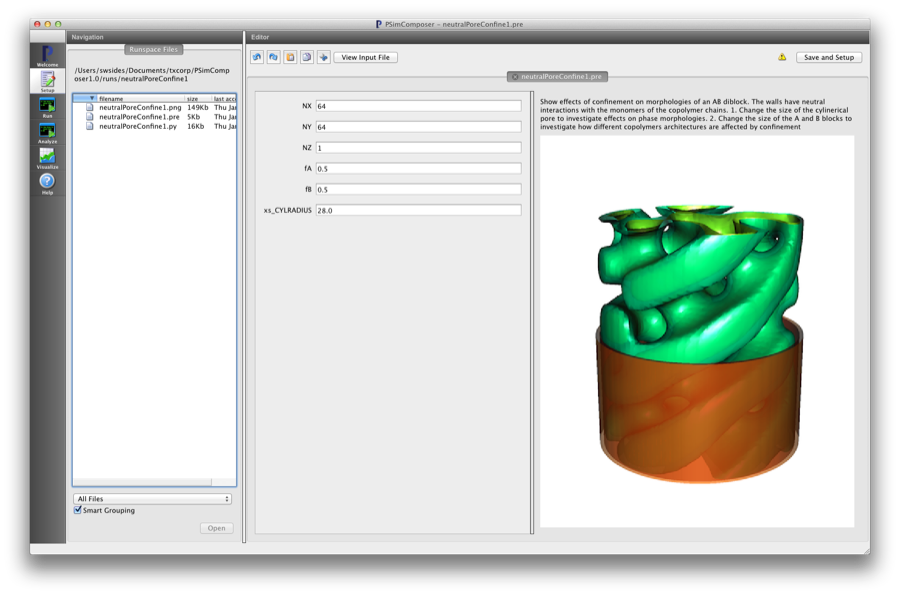 PSimComposer - neutralPoreConfine1.pre
Navigation
Editor
Runspace Files
/Users/swsides/Documents/txcorp/PSimComp
oser1.0/runs/neutralPoreConfine1
filename size last acc
neutralPoreConfine1.png 149Kb Thu Jan
neutralPoreConfine1.pre 5Kb Thu Jan
neutralPoreConfine1.py 16Kb Thu Jan
All Files
Smart Grouping
Open
Welcome
Setup
Run
Analyze
Visualize
Help
View Input File
Save and Setup
neutralPoreConfine1.pre
NX 64
NY 64
NZ 1
fA 0.5
fB 0.5
xs_CYLRADIUS 28.0
Show effects of confinement on morphologies of an AB diblock. The walls have neutral
interactions with the monomers of the copolymer chains. 1. Change the size of the cylinerical
pore to investigate effects on phase morphologies. 2. Change the size of the A and B blocks to
investigate how different copolymers architectures are affected by confinement